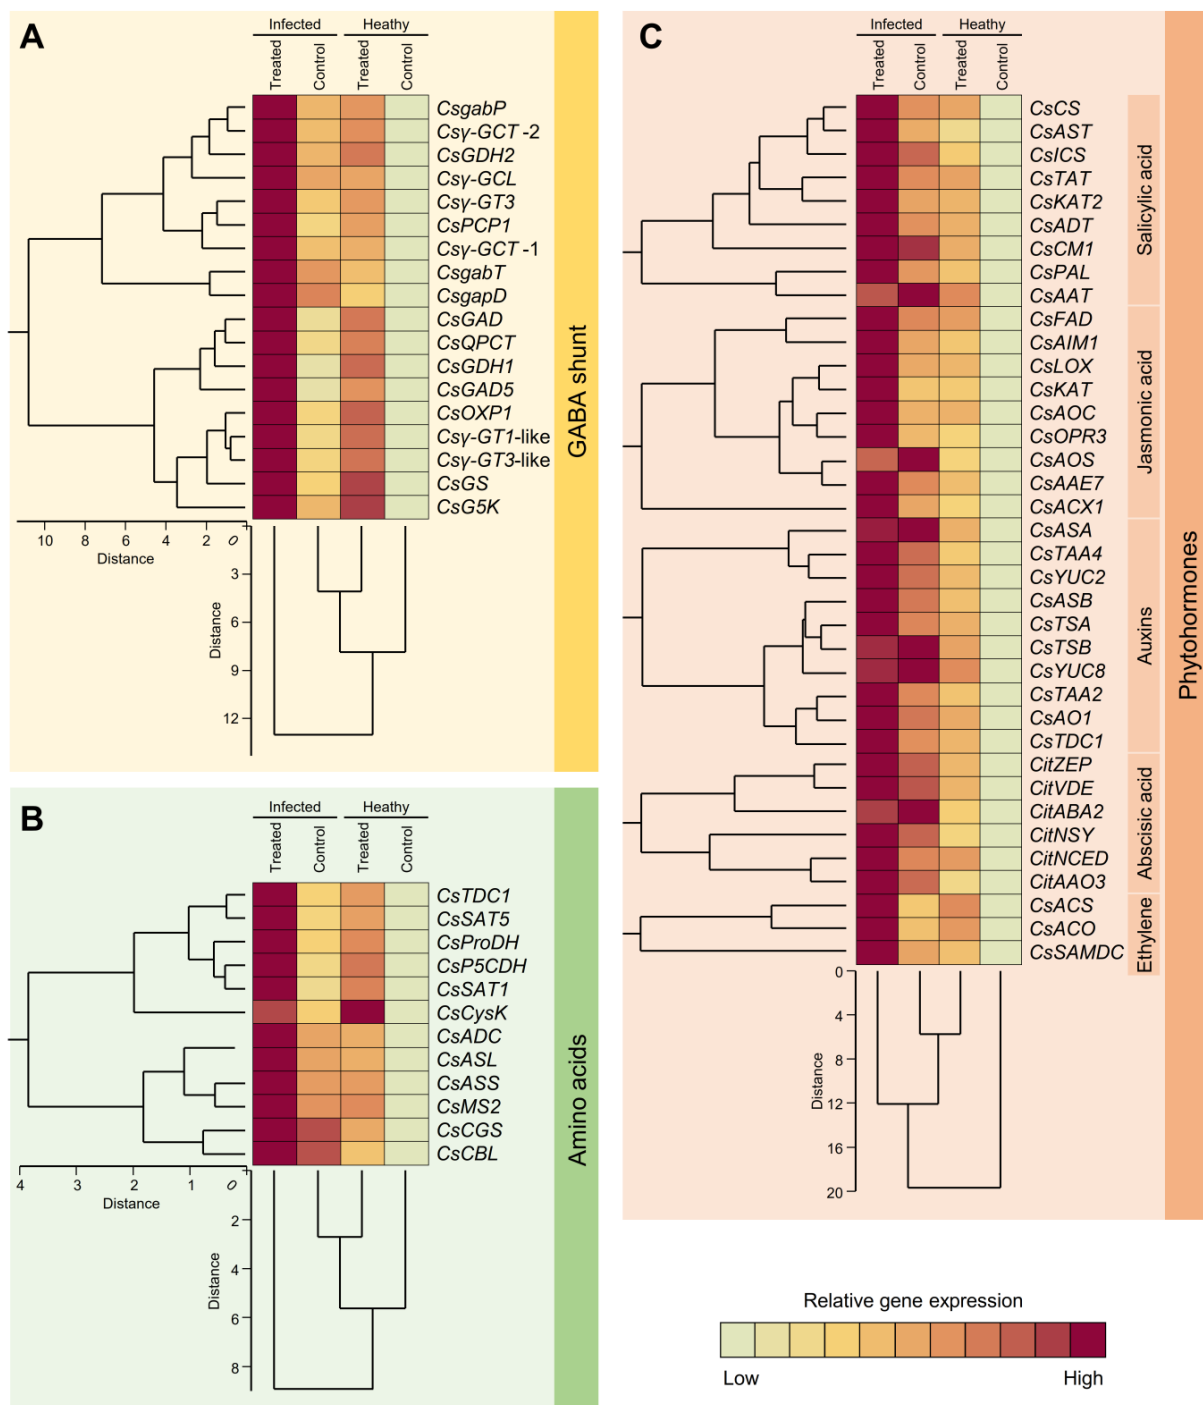 A
Infected Heathy
Treated Control Treated Control
CsgabP
Csγ-GCT -2
CsGDH2
Csγ-GCL
Csγ-GT3
CsPCP1
Csγ-GCT -1
CsgabT
CsgapD
CsGAD
CsQPCT
CsGDH1
CsGAD5
CsOXP1
Csγ-GT1-like
Csγ-GT3-like
CsGS
CsG5K
10 8 6 4 2 0
Distance
3
6
9
12
Distance
GABA shunt
B
Infected Heathy
Treated Control Treated Control
CsTDC1
CsSAT5
CsProDH
CsP5CDH
CsSAT1
CsCysK
CsADC
CsASL
CsASS
CsMS2
CsCGS
CsCBL
4 3 2 1 0
Distance
2
4
6
8
Distance
Amino acids
C
Infected Heathy
Treated Control Treated Control
CsCS
CsAST
CsICS
CsTAT
CsKAT2
CsADT
CsCM1
CsPAL
CsAAT
Salicylic acid
CsFAD
CsAIM1
CsLOX
CsKAT
CsAOC
CsOPR3
CsAOS
CsAAE7
CsACX1
Jasmonic acid
CsASA
CsTAA4
CsYUC2
CsASB
CsTSA
CsTSB
CsYUC8
CsTAA2
CsAO1
CsTDC1
Auxins
CitZEP
CitVDE
CitABA2
CitNSY
CitNCED
CitAAO3
Abscisic acid
CsACS
CsACO
CsSAMDC
Ethylene
0
4
8
12
16
20
Distance
Phytohormones
Relative gene expression
Low High